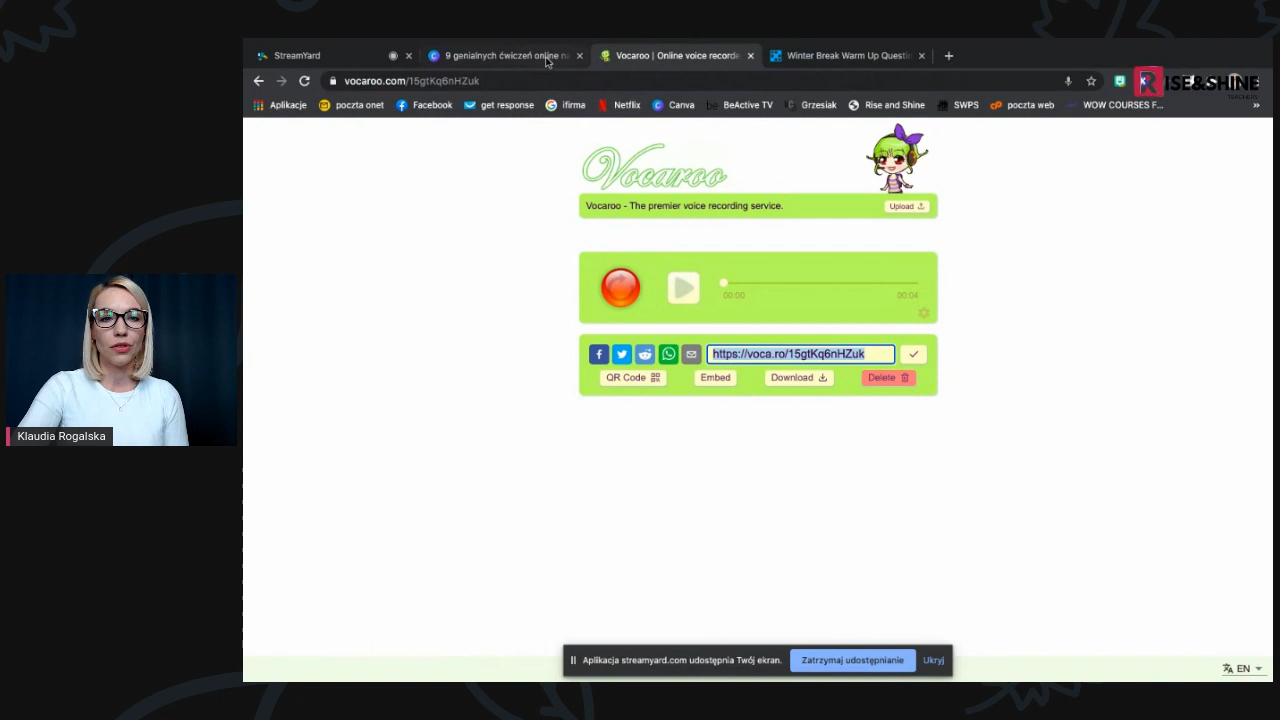 StreamYard
9 genialnych ćwiczeń online na
Vocaroo | Online voice recorde
Winter Break Warm Up Questi
vocaroo.com/15gtKq6nHZuk
RISE&SHINE
TEACHERS
Aplikacje
poczta onet
Facebook
get response
ifirma
Netflix
Canva
be BeActive TV
Grzesiak
Rise and Shine
SWPS
poczta web
WOW COURSES F...
Vocaroo
Vocaroo - The premier voice recording service.
Upload
00:00
00:04
https://voca.ro/15gtKq6nHZuk
QR Code
Embed
Download
Delete
Klaudia Rogalska
Aplikacja streamyard.com udostępnia Twój ekran.
Zatrzymaj udostępnianie
Ukryj
EN